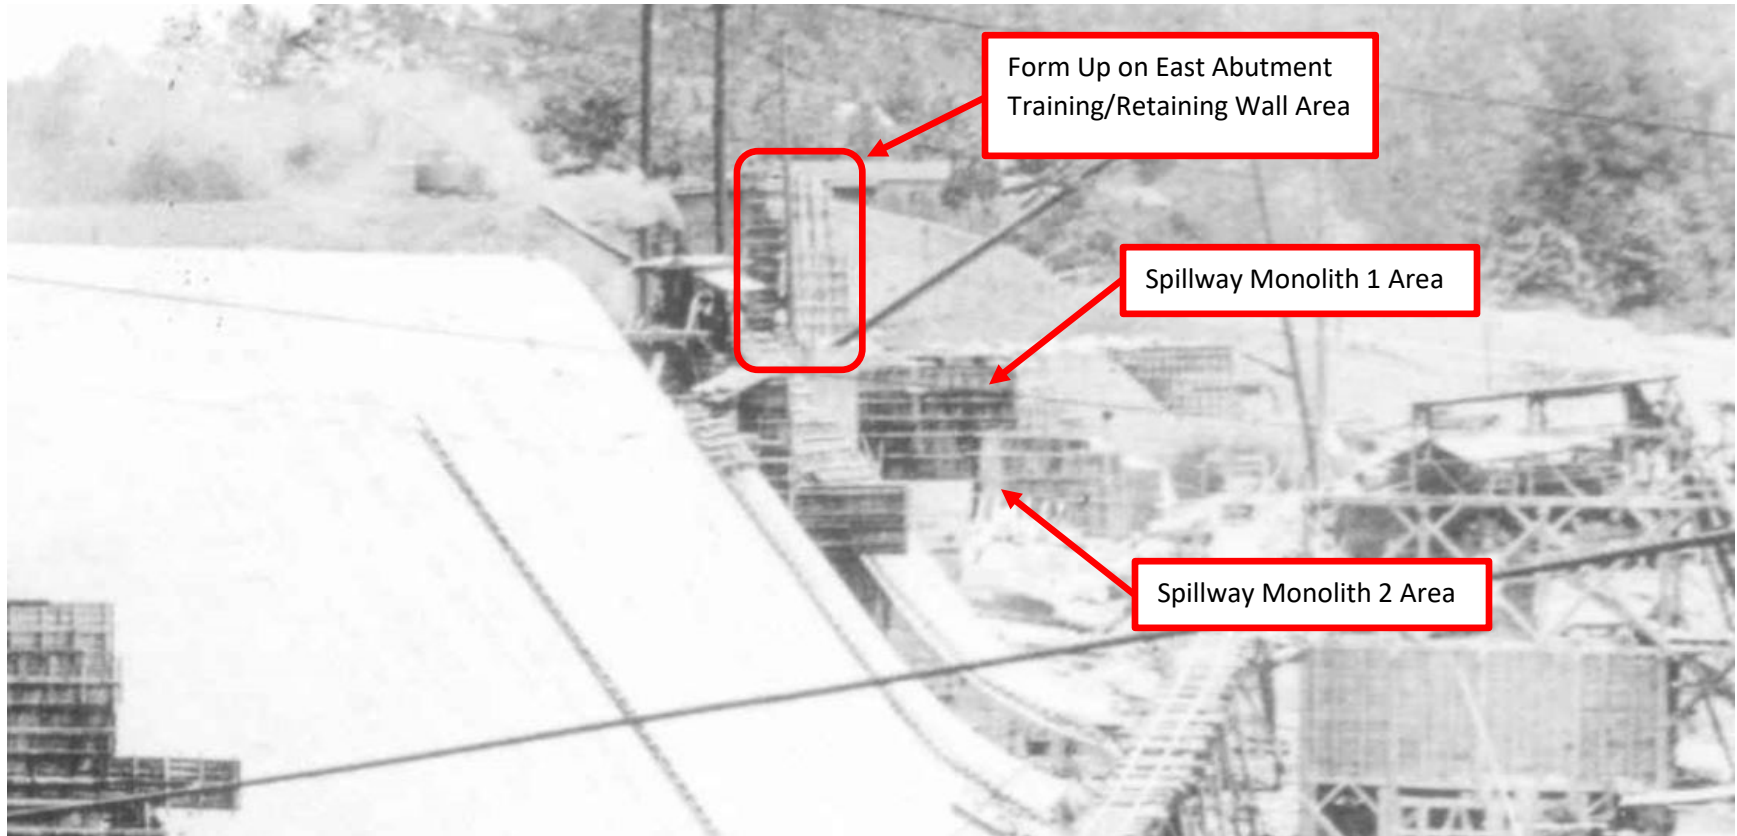 Form Up on East Abutment
Training/Retaining Wall Area
Spillway Monolith 1 Area
Spillway Monolith 2 Area